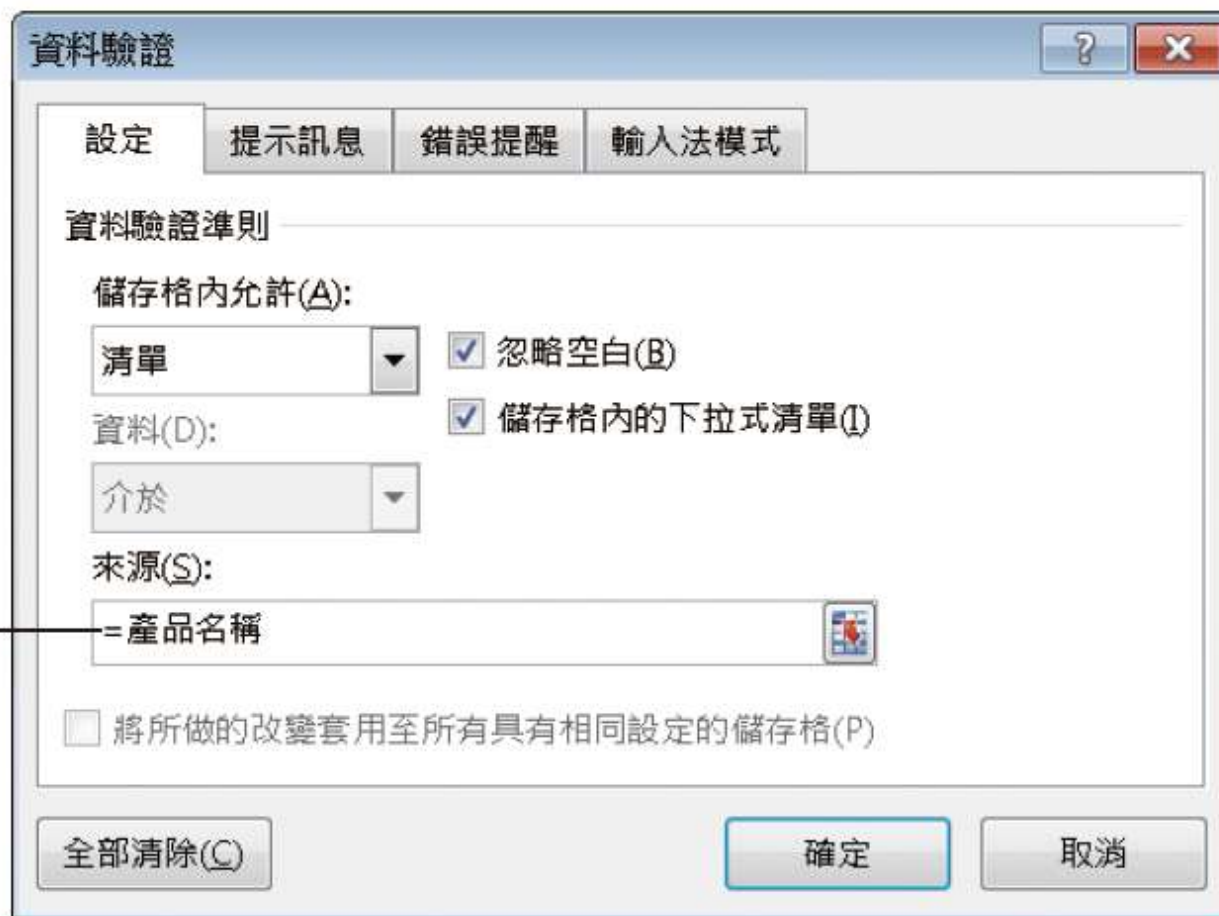 資料驗證
設定 提示訊息 錯誤提醒 輸入法模式
資料驗證準則
儲存格內允許(A):
清單 忽略空白(B)
資料(D): 儲存格內的下拉式清單(I)
介於
來源(S):
=產品名稱
將所做的改變套用至所有具有相同設定的儲存格(P)
全部清除(C) 確定 取消